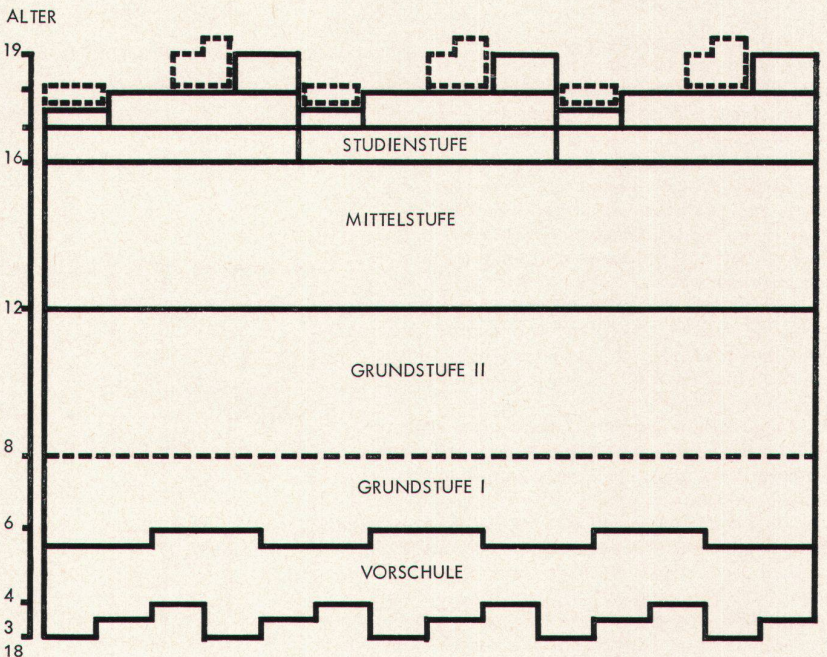 ALTER
19
16
STUDIENSTUFE
MITTELSTUFE
12
GRUNDSTUFE II
8
GRUNDSTUFE I
6
VORSCHULE
4
3
18